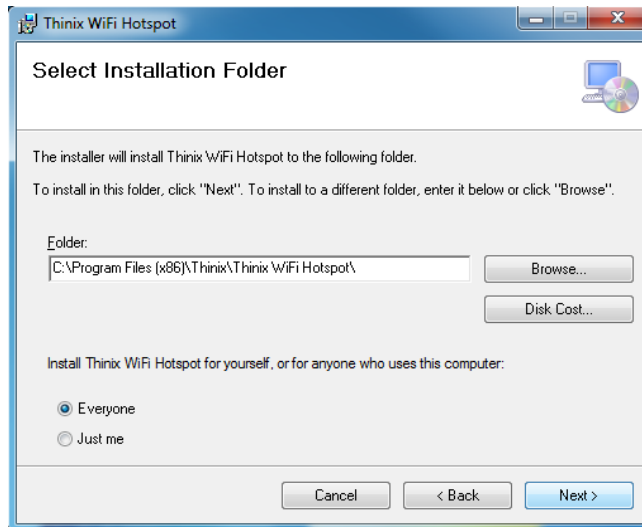 Thinix WiFi Hotspot
Select Installation Folder
The installer will install Thinix WiFi Hotspot to the following folder.
To install in this folder, click "Next". To install to a different folder, enter it below or click "Browse".
Folder:
C:\Program Files (x86)\Thinix\Thinix WiFi Hotspot\
Browse...
Disk Cost...
Install Thinix WiFi Hotspot for yourself, or for anyone who uses this computer:
Everyone
Just me
Cancel
< Back
Next >